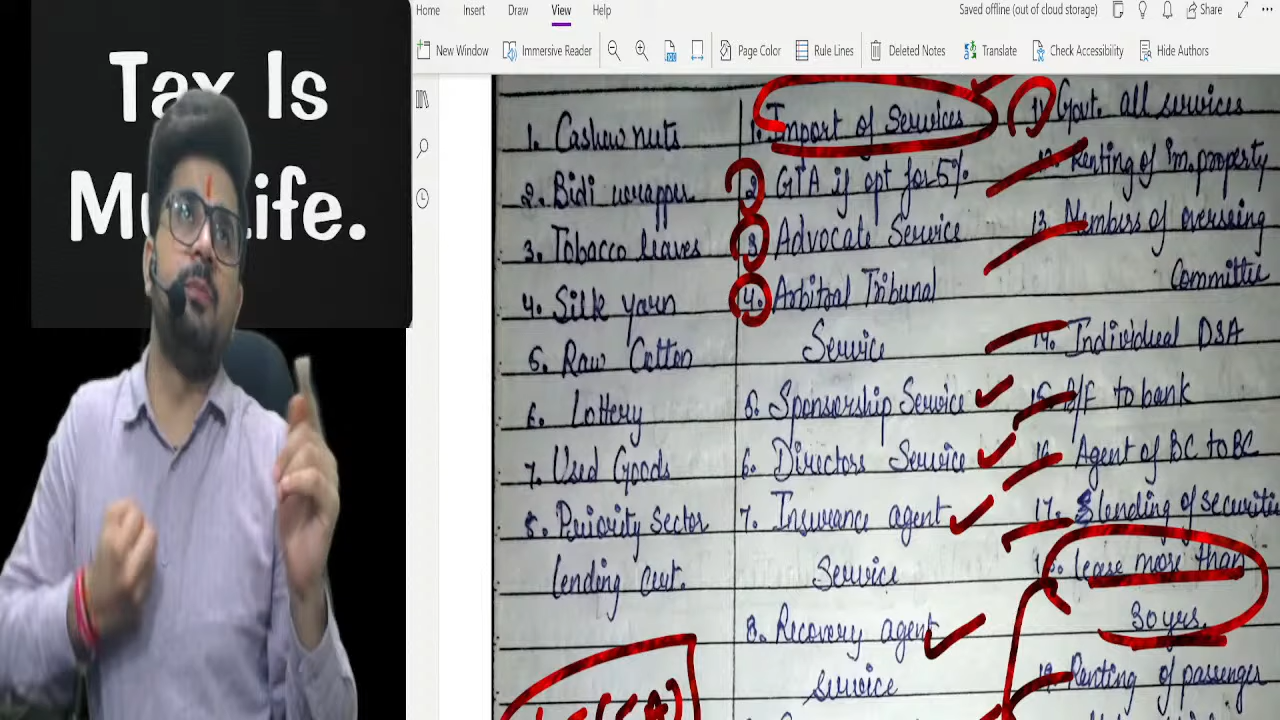 Home Insert Draw View Help
Saved offline (out of cloud storage) Share
New Window Immersive Reader Page Color Rule Lines Deleted Notes Translate Check Accessibility Hide Authors
Tax Is
My Life.
1. Cashew nuts
2. Bidi wrapper
3. Tobacco leaves
4. Silk yarn
5. Raw Cotton
6. Lottery
7. Used Goods
8. Priority Sector
lending cert.
1. Import of Services
2. GTA if opt for 5%
3. Advocate Service
4. Arbitral Tribunal
Service
5. Sponsorship Service
6. Directors Service
7. Insurance agent
Service
8. Recovery agent
service
11. Govt. all services
12. Renting of im. property
13. Members of overseeing
Committee
14. Individual DSA
15. B/F to bank
16. Agent of BC to BC
17. lending of securities
18. lease more than
30 yrs.
19. Renting of passenger